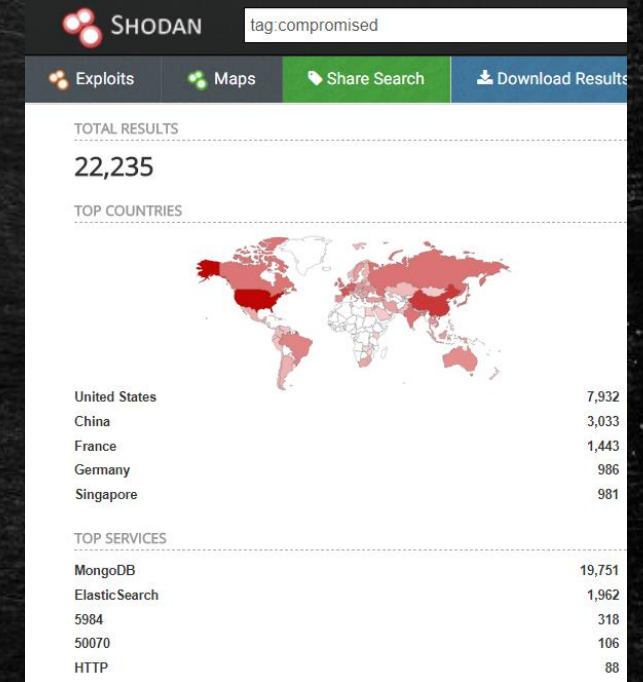 SHODAN tag:compromised
Exploits Maps Share Search Download Results
TOTAL RESULTS
22,235
TOP COUNTRIES
United States 7,932
China 3,033
France 1,443
Germany 986
Singapore 981
TOP SERVICES
MongoDB 19,751
ElasticSearch 1,962
5984 318
50070 106
HTTP 88